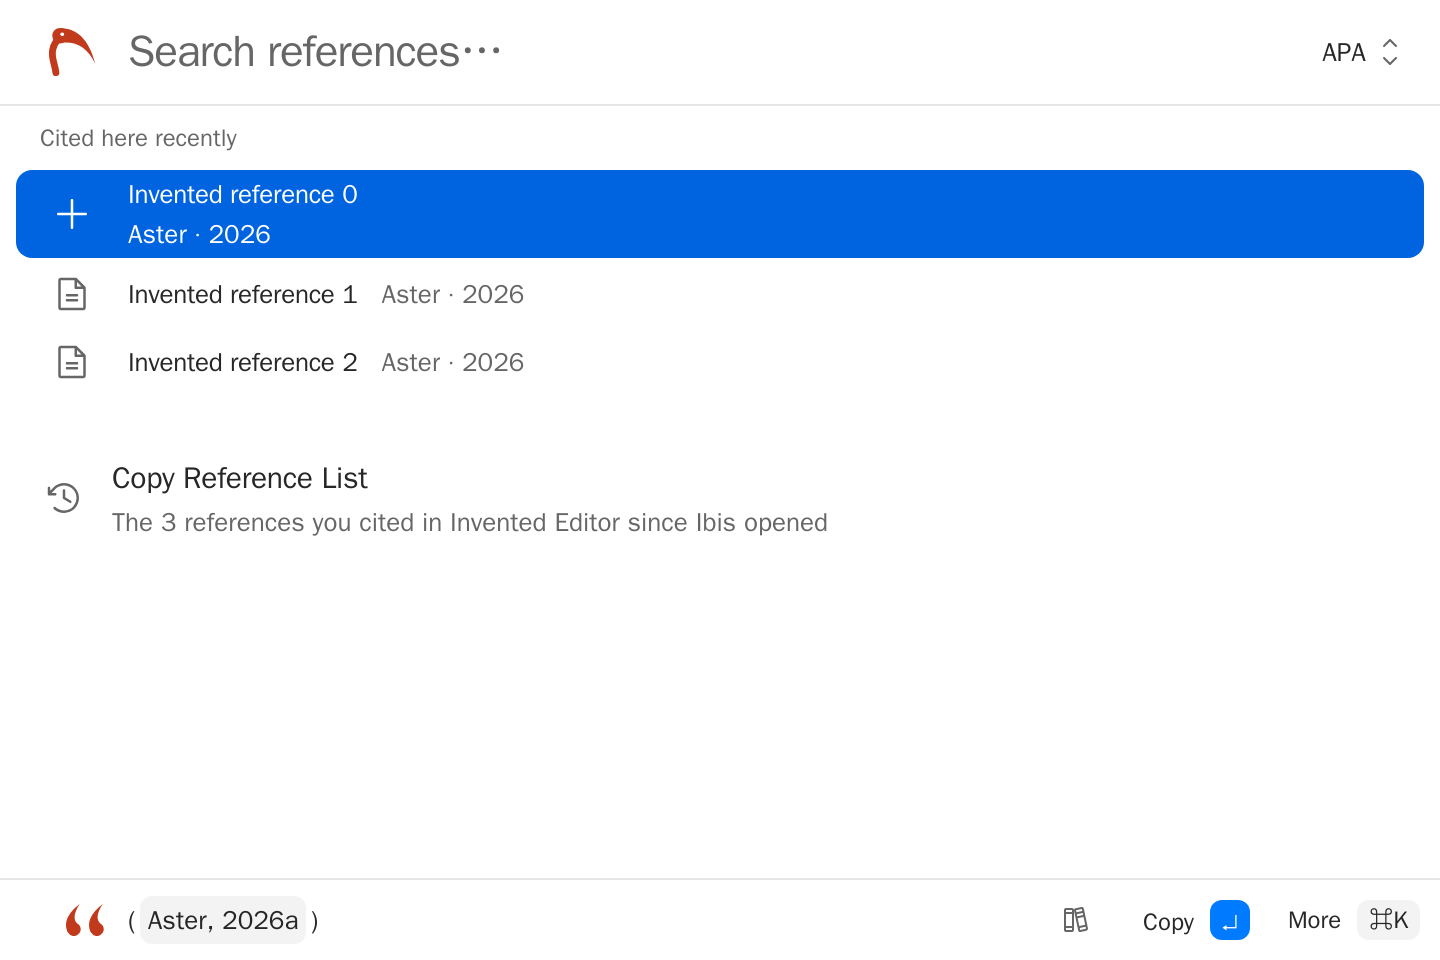 Search references…
APA
Cited here recently
Invented reference 0
Aster · 2026
Invented reference 1 Aster · 2026
Invented reference 2 Aster · 2026
Copy Reference List
The 3 references you cited in Invented Editor since Ibis opened
“ ( Aster, 2026a ) Copy ↵ More ⌘K